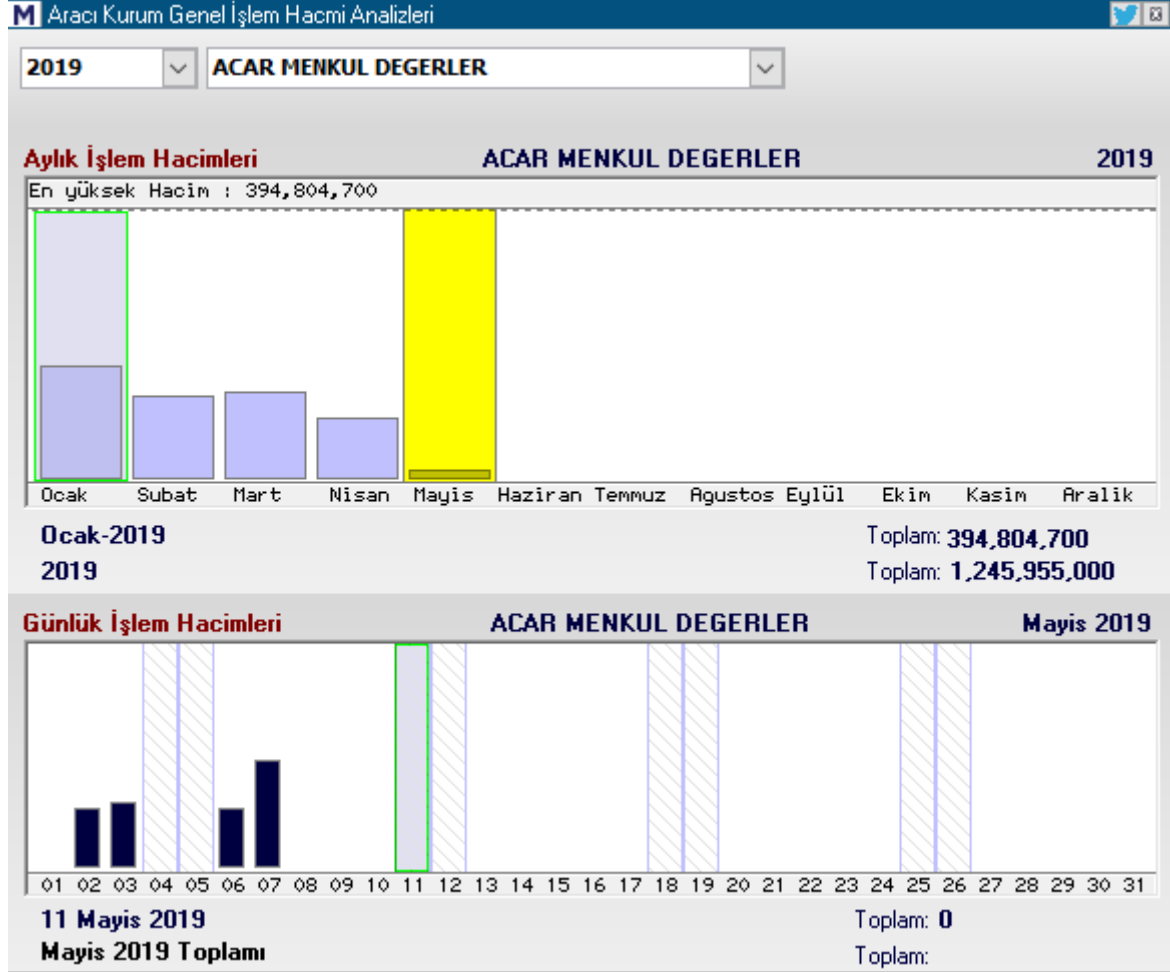 M Aracı Kurum Genel İşlem Hacmi Analizleri
2019 ACAR MENKUL DEGERLER
Aylık İşlem Hacimleri ACAR MENKUL DEGERLER 2019
En yüksek Hacim : 394,804,700
Ocak Subat Mart Nisan Mayis Haziran Temmuz Agustos Eylül Ekim Kasim Aralik
Ocak-2019 Toplam: 394,804,700
2019 Toplam: 1,245,955,000
Günlük İşlem Hacimleri ACAR MENKUL DEGERLER Mayis 2019
01 02 03 04 05 06 07 08 09 10 11 12 13 14 15 16 17 18 19 20 21 22 23 24 25 26 27 28 29 30 31
11 Mayis 2019 Toplam: 0
Mayis 2019 Toplamı Toplam: